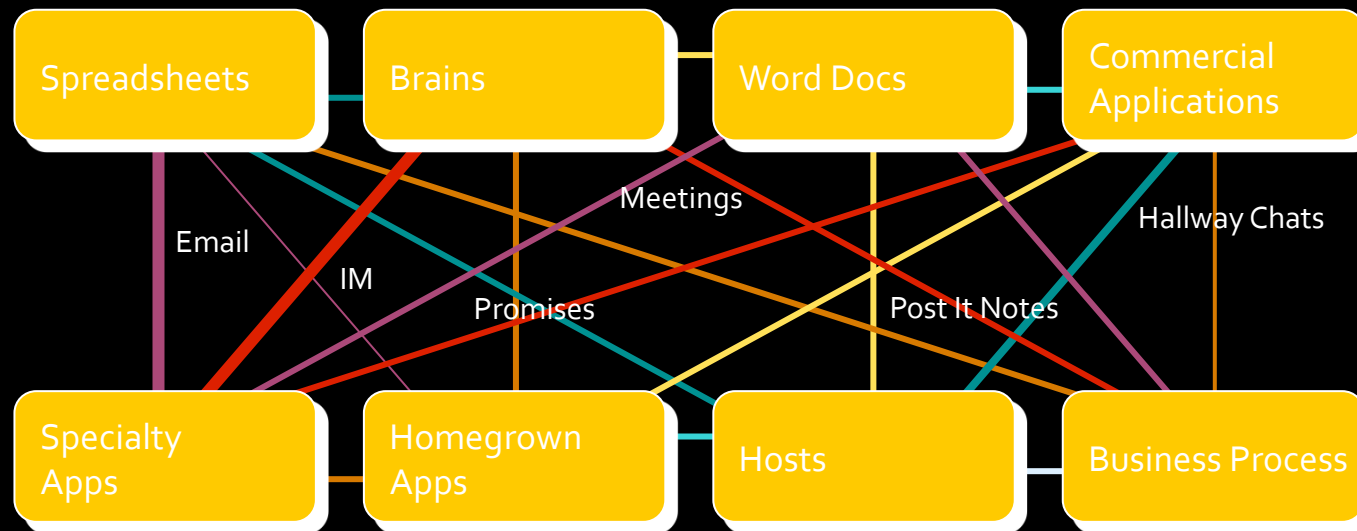 Spreadsheets
Brains
Word Docs
Commercial
Applications
Meetings
Hallway Chats
Email
IM
Promises
Post It Notes
Specialty
Apps
Homegrown
Apps
Hosts
Business Process